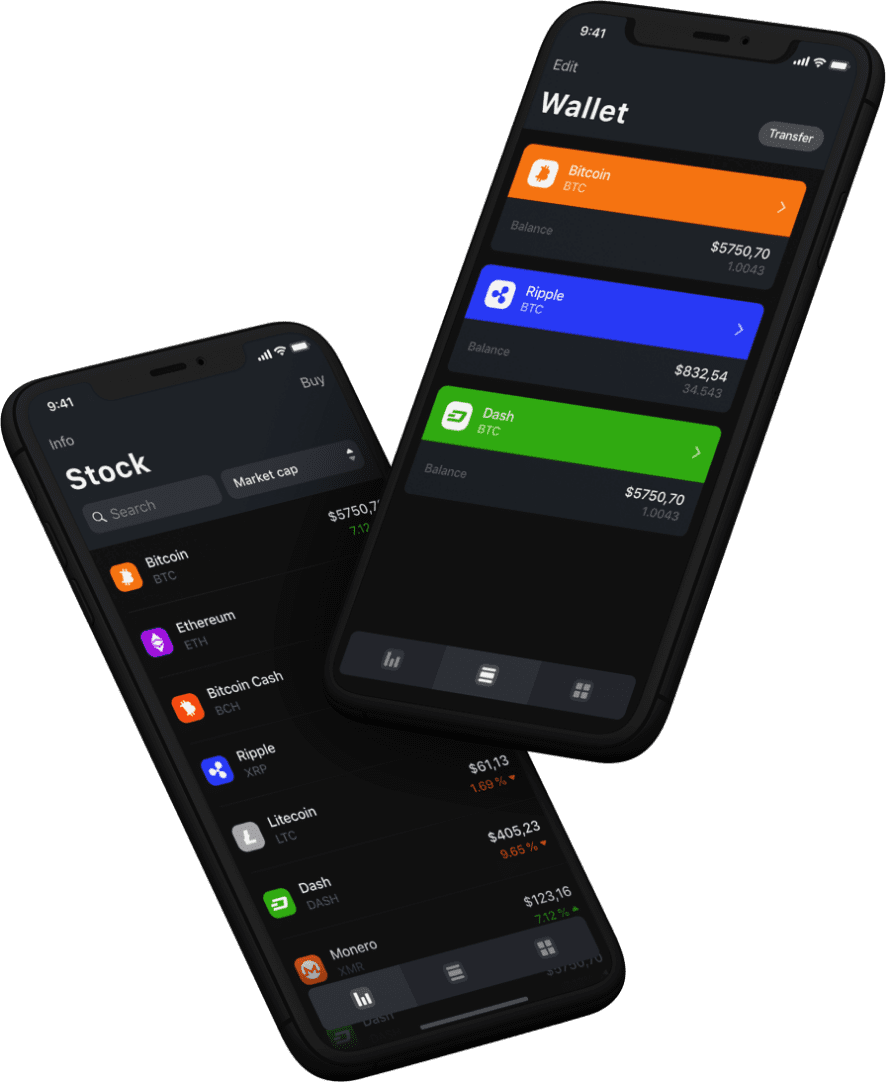 9:41
Edit
Wallet
Transfer
Bitcoin
BTC
Balance
$5750,70
1.0043
Ripple
BTC
Balance
$832,54
34.543
Dash
BTC
Balance
$5750,70
1.0043
9:41
Buy
Info
Stock
Search
Market cap
Bitcoin
$5750,7
BTC
7.12
Ethereum
ETH
Bitcoin Cash
BCH
Ripple
XRP
$61,13
1.69 %
Litecoin
LTC
$405,23
9.65 %
Dash
DASH
$123,16
7.12 %
Monero
XMR
$5750,70
Dash